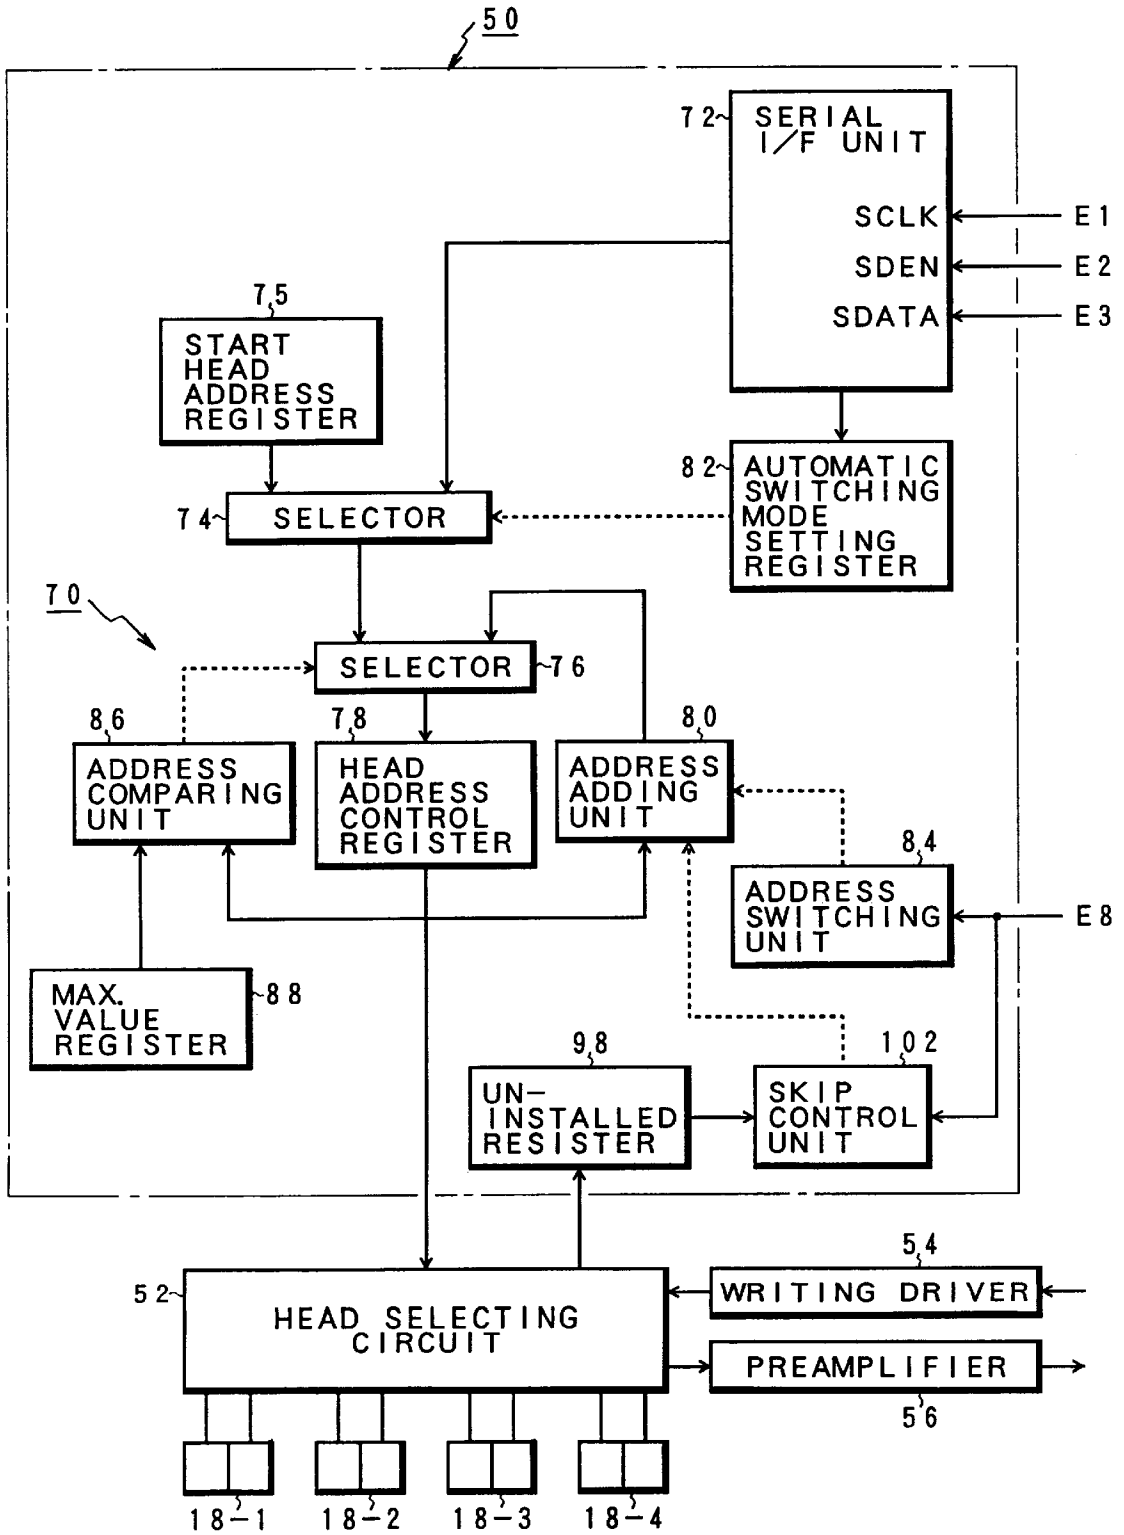 50
72
SERIAL
I/F UNIT
SCLK
E1
SDEN
E2
SDATA
E3
75
START
HEAD
ADDRESS
REGISTER
82
AUTOMATIC
SWITCHING
MODE
SETTING
REGISTER
74
SELECTOR
70
SELECTOR
76
86
ADDRESS
COMPARING
UNIT
78
HEAD
ADDRESS
CONTROL
REGISTER
80
ADDRESS
ADDING
UNIT
84
ADDRESS
SWITCHING
UNIT
E8
MAX.
VALUE
REGISTER
88
98
UN-
INSTALLED
RESISTER
102
SKIP
CONTROL
UNIT
52
HEAD SELECTING
CIRCUIT
54
WRITING DRIVER
PREAMPLIFIER
56
18-1
18-2
18-3
18-4